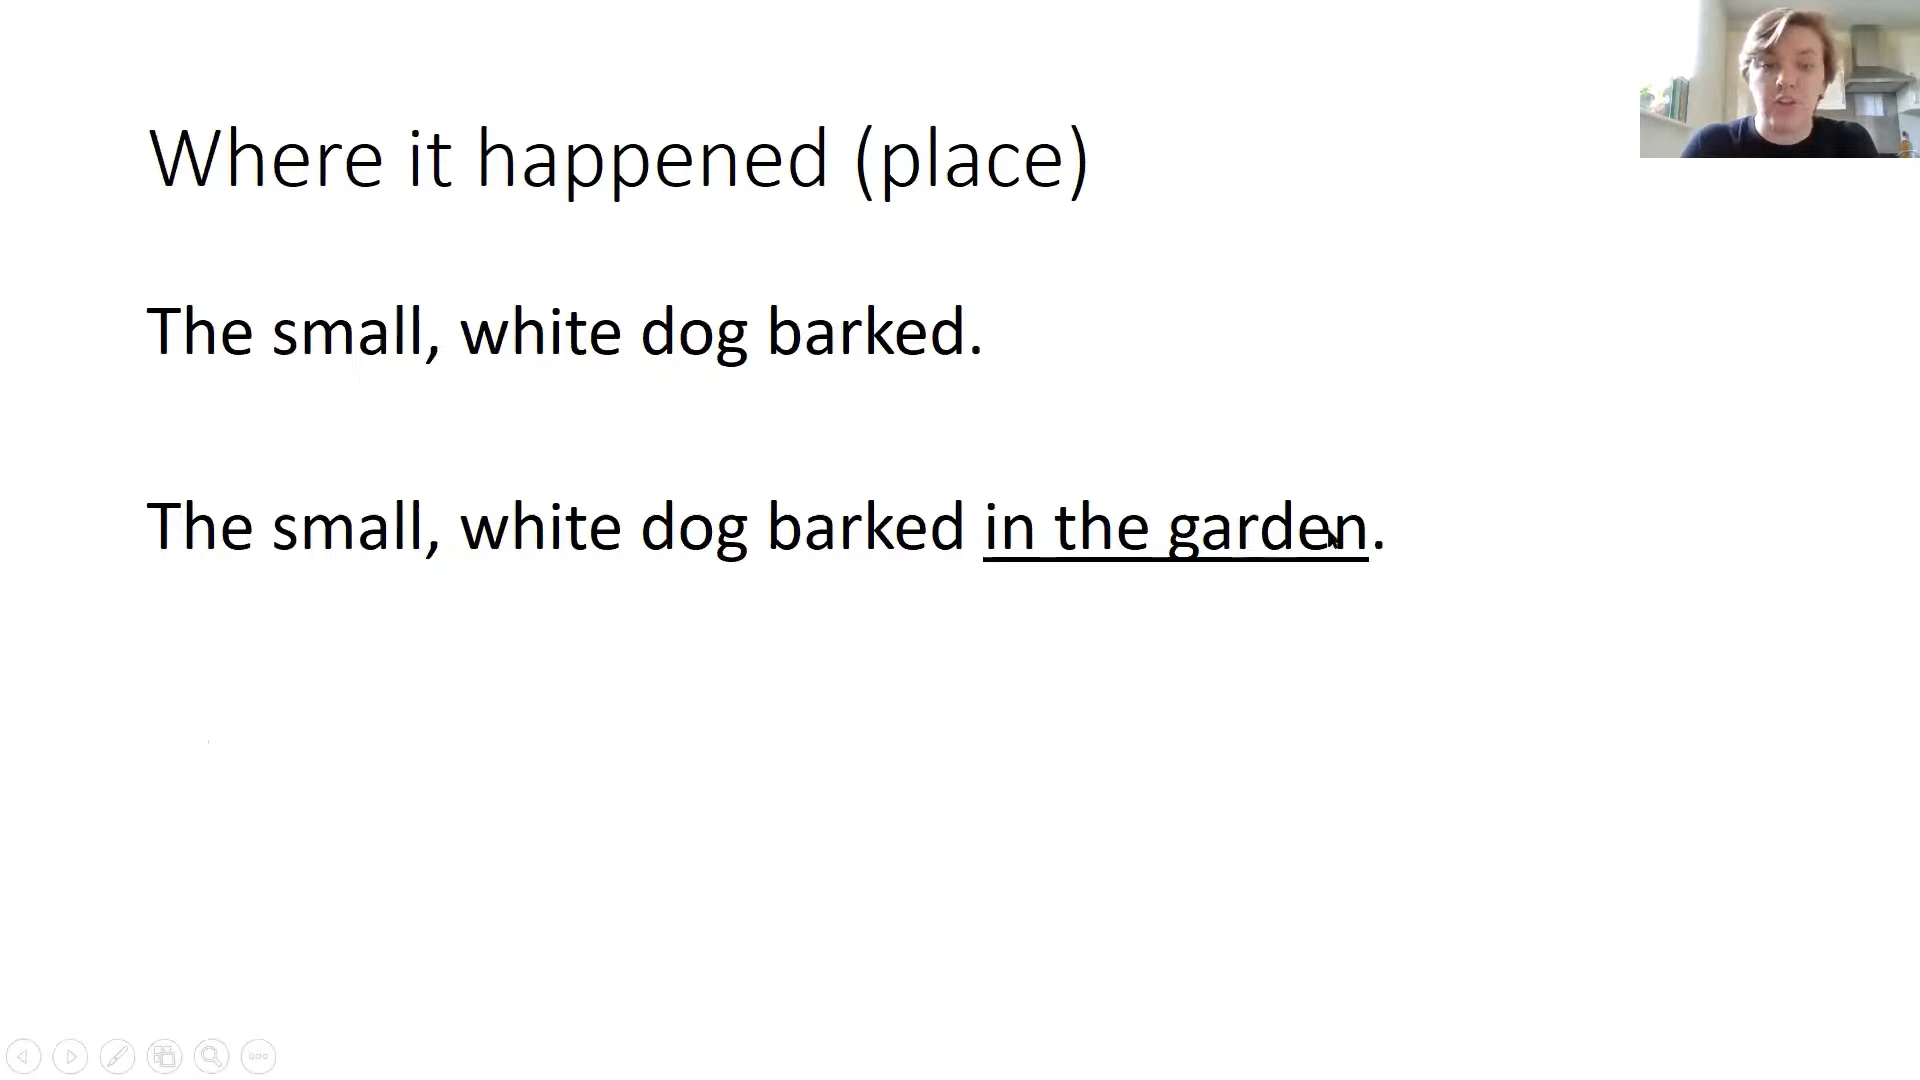 Where it happened (place)
The small, white dog barked.
The small, white dog barked in the garden.